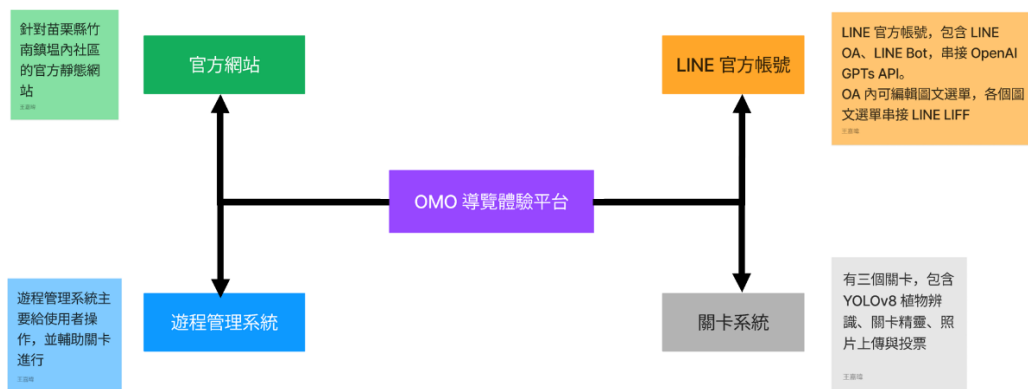 針對苗栗縣竹
南鎮塭內社區
的官方靜態網
站
官方網站
LINE 官方帳號
LINE 官方帳號，包含 LINE
OA、LINE Bot，串接 OpenAI
GPTs API。
OA 內可編輯圖文選單，各個圖
文選單串接 LINE LIFF
OMO 導覽體驗平台
遊程管理系統主
要給使用者操
作，並輔助關卡
進行
遊程管理系統
關卡系統
有三個關卡，包含
YOLOv8 植物辨
識、關卡精靈、照
片上傳與投票